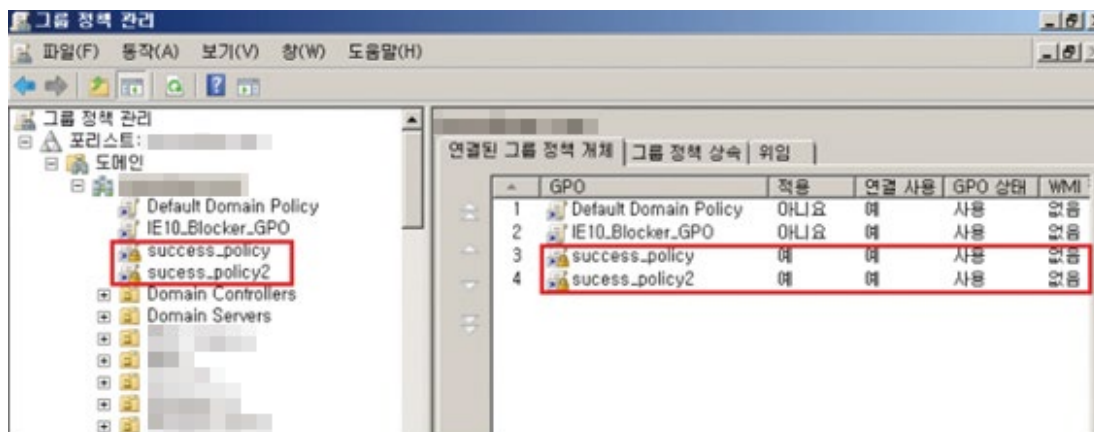 그룹 정책 관리
파일(F) 동작(A) 보기(V) 창(W) 도움말(H)
그룹 정책 관리
포리스트:
도메인
Default Domain Policy
IE10_Blocker_GPO
success_policy
sucess_policy2
Domain Controllers
Domain Servers
연결된 그룹 정책 개체 그룹 정책 상속 위임
GPO 적용 연결 사용 GPO 상태 WMI
1 Default Domain Policy 아니요 예 사용 없음
2 IE10_Blocker_GPO 아니요 예 사용 없음
3 success_policy 예 예 사용 없음
4 sucess_policy2 예 예 사용 없음